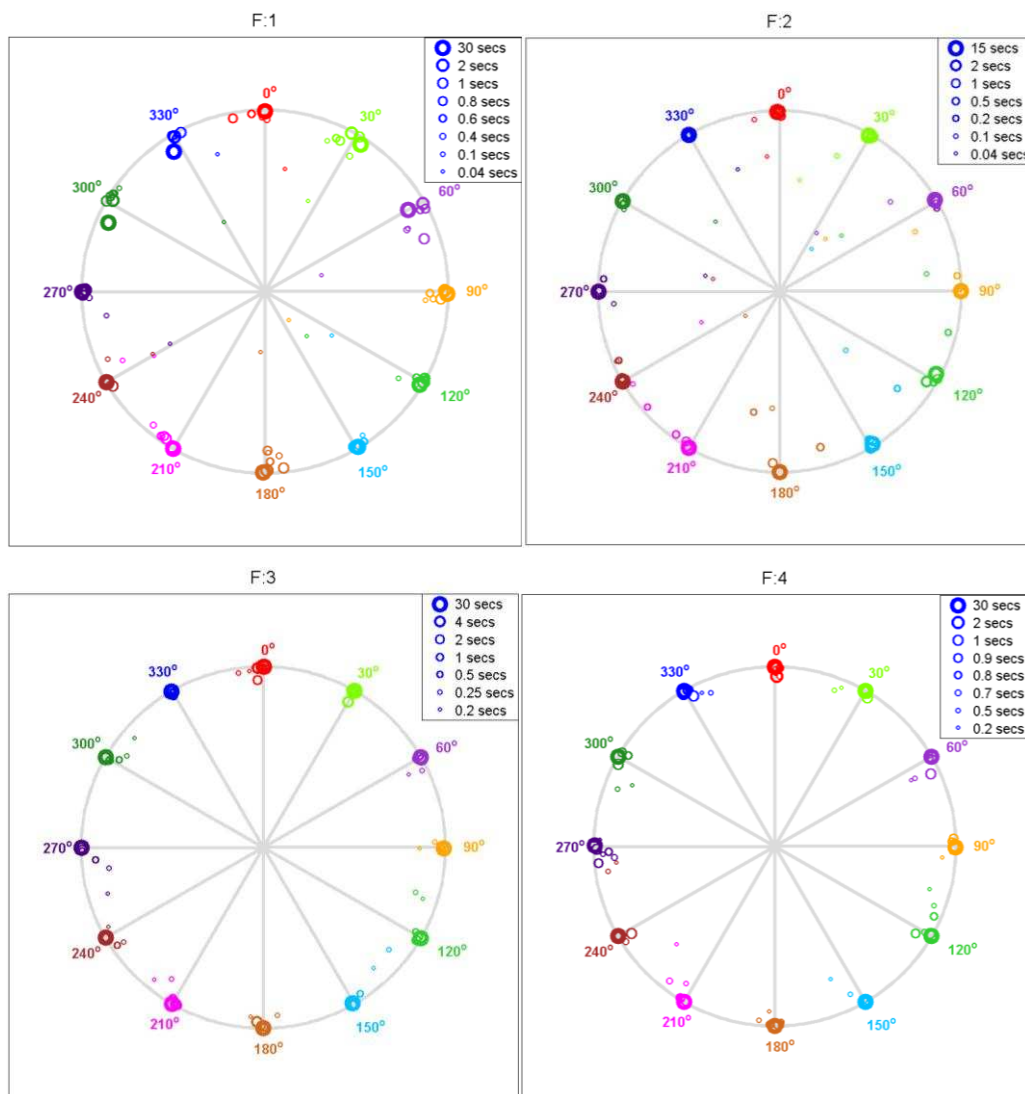 F:1
30 secs
2 secs
1 secs
0.8 secs
0.6 secs
0.4 secs
0.1 secs
0.04 secs
0°
30°
60°
90°
120°
150°
180°
210°
240°
270°
300°
330°
F:2
15 secs
2 secs
1 secs
0.5 secs
0.2 secs
0.1 secs
0.04 secs
0°
30°
60°
90°
120°
150°
180°
210°
240°
270°
300°
330°
F:3
30 secs
4 secs
2 secs
1 secs
0.5 secs
0.25 secs
0.2 secs
0°
30°
60°
90°
120°
150°
180°
210°
240°
270°
300°
330°
F:4
30 secs
2 secs
1 secs
0.9 secs
0.8 secs
0.7 secs
0.5 secs
0.2 secs
0°
30°
60°
90°
120°
150°
180°
210°
240°
270°
300°
330°